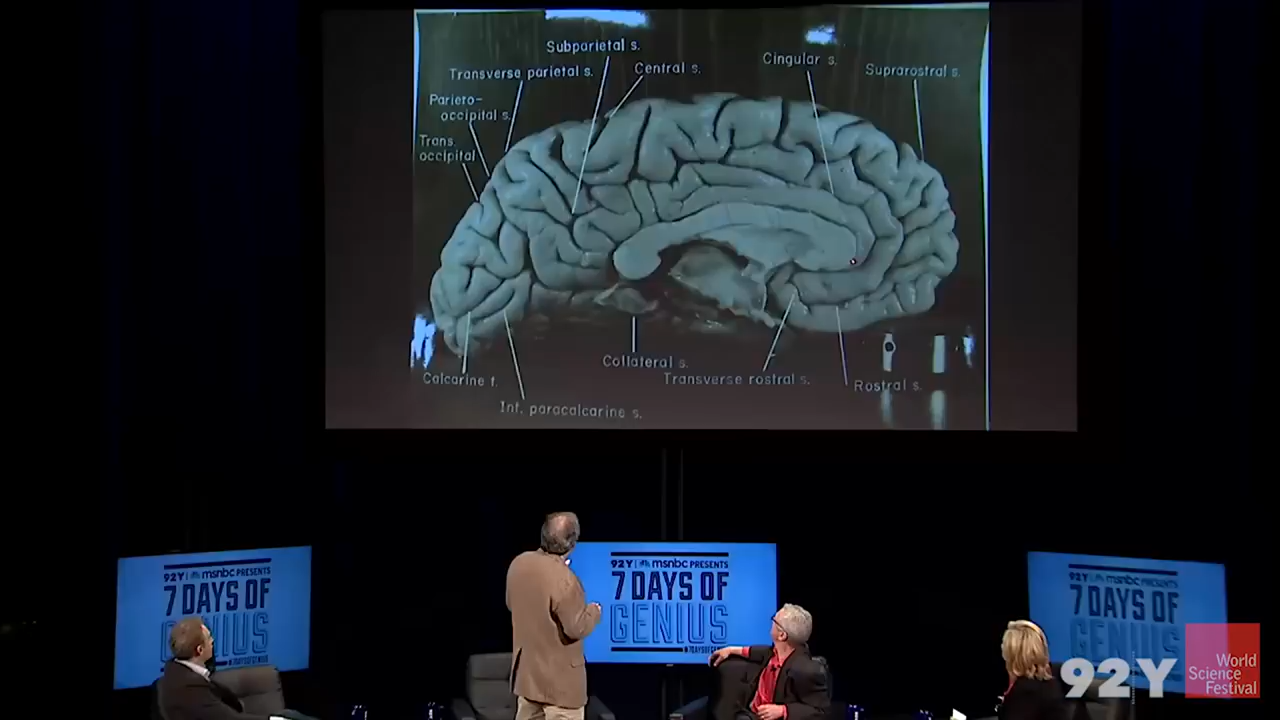 Subparietal s.
Central s.
Cingular s.
Suprarostral s.
Transverse parietal s.
Pariero-
occipital s.
Trans.
occipital
Collateral s.
Transverse rostral s.
Rostral s.
Calcarine f.
Int. paracalcarine s.
92Y msnbc PRESENTS
7 DAYS OF
GENIUS
#7DAYSOFGENIUS
92Y msnbc PRESENTS
7 DAYS OF
GENIUS
#7DAYSOFGENIUS
92Y msnbc PRESENTS
7 DAYS OF
GENIUS
92Y
World
Science
Festival